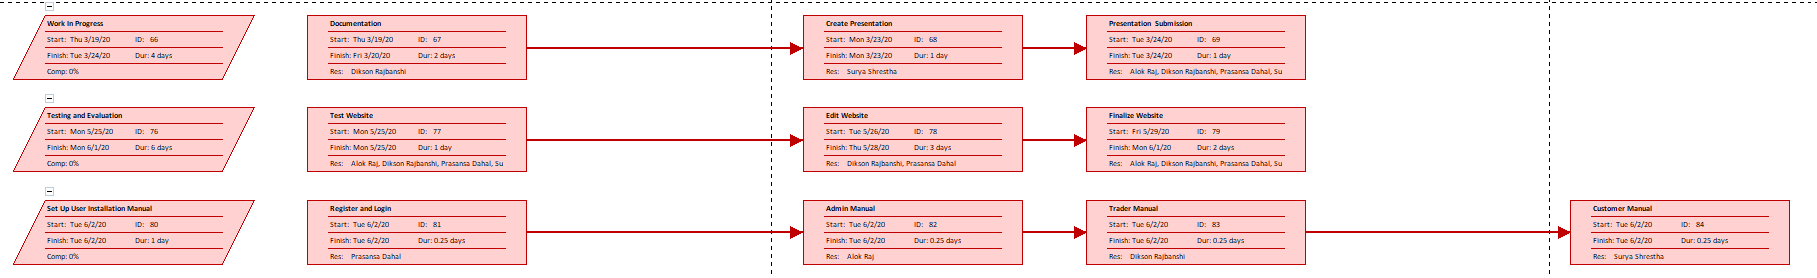 Work In Progress
Start: Thu 3/19/20 ID: 66
Finish: Tue 3/24/20 Dur: 4 days
Comp: 0%
Documentation
Start: Thu 3/19/20 ID: 67
Finish: Fri 3/20/20 Dur: 2 days
Res: Dikson Rajbanshi
Create Presentation
Start: Mon 3/23/20 ID: 68
Finish: Mon 3/23/20 Dur: 1 day
Res: Surya Shrestha
Presentation Submission
Start: Tue 3/24/20 ID: 69
Finish: Tue 3/24/20 Dur: 1 day
Res: Alok Raj, Dikson Rajbanshi, Prasansa Dahal, Su
Testing and Evaluation
Start: Mon 5/25/20 ID: 76
Finish: Mon 6/1/20 Dur: 6 days
Comp: 0%
Test Website
Start: Mon 5/25/20 ID: 77
Finish: Mon 5/25/20 Dur: 1 day
Res: Alok Raj, Dikson Rajbanshi, Prasansa Dahal, Su
Edit Website
Start: Tue 5/26/20 ID: 78
Finish: Thu 5/28/20 Dur: 3 days
Res: Dikson Rajbanshi, Prasansa Dahal
Finalize Website
Start: Fri 5/29/20 ID: 79
Finish: Mon 6/1/20 Dur: 2 days
Res: Alok Raj, Dikson Rajbanshi, Prasansa Dahal, Su
Set Up User Installation Manual
Start: Tue 6/2/20 ID: 80
Finish: Tue 6/2/20 Dur: 1 day
Comp: 0%
Register and Login
Start: Tue 6/2/20 ID: 81
Finish: Tue 6/2/20 Dur: 0.25 days
Res: Prasansa Dahal
Admin Manual
Start: Tue 6/2/20 ID: 82
Finish: Tue 6/2/20 Dur: 0.25 days
Res: Alok Raj
Trader Manual
Start: Tue 6/2/20 ID: 83
Finish: Tue 6/2/20 Dur: 0.25 days
Res: Dikson Rajbanshi
Customer Manual
Start: Tue 6/2/20 ID: 84
Finish: Tue 6/2/20 Dur: 0.25 days
Res: Surya Shrestha